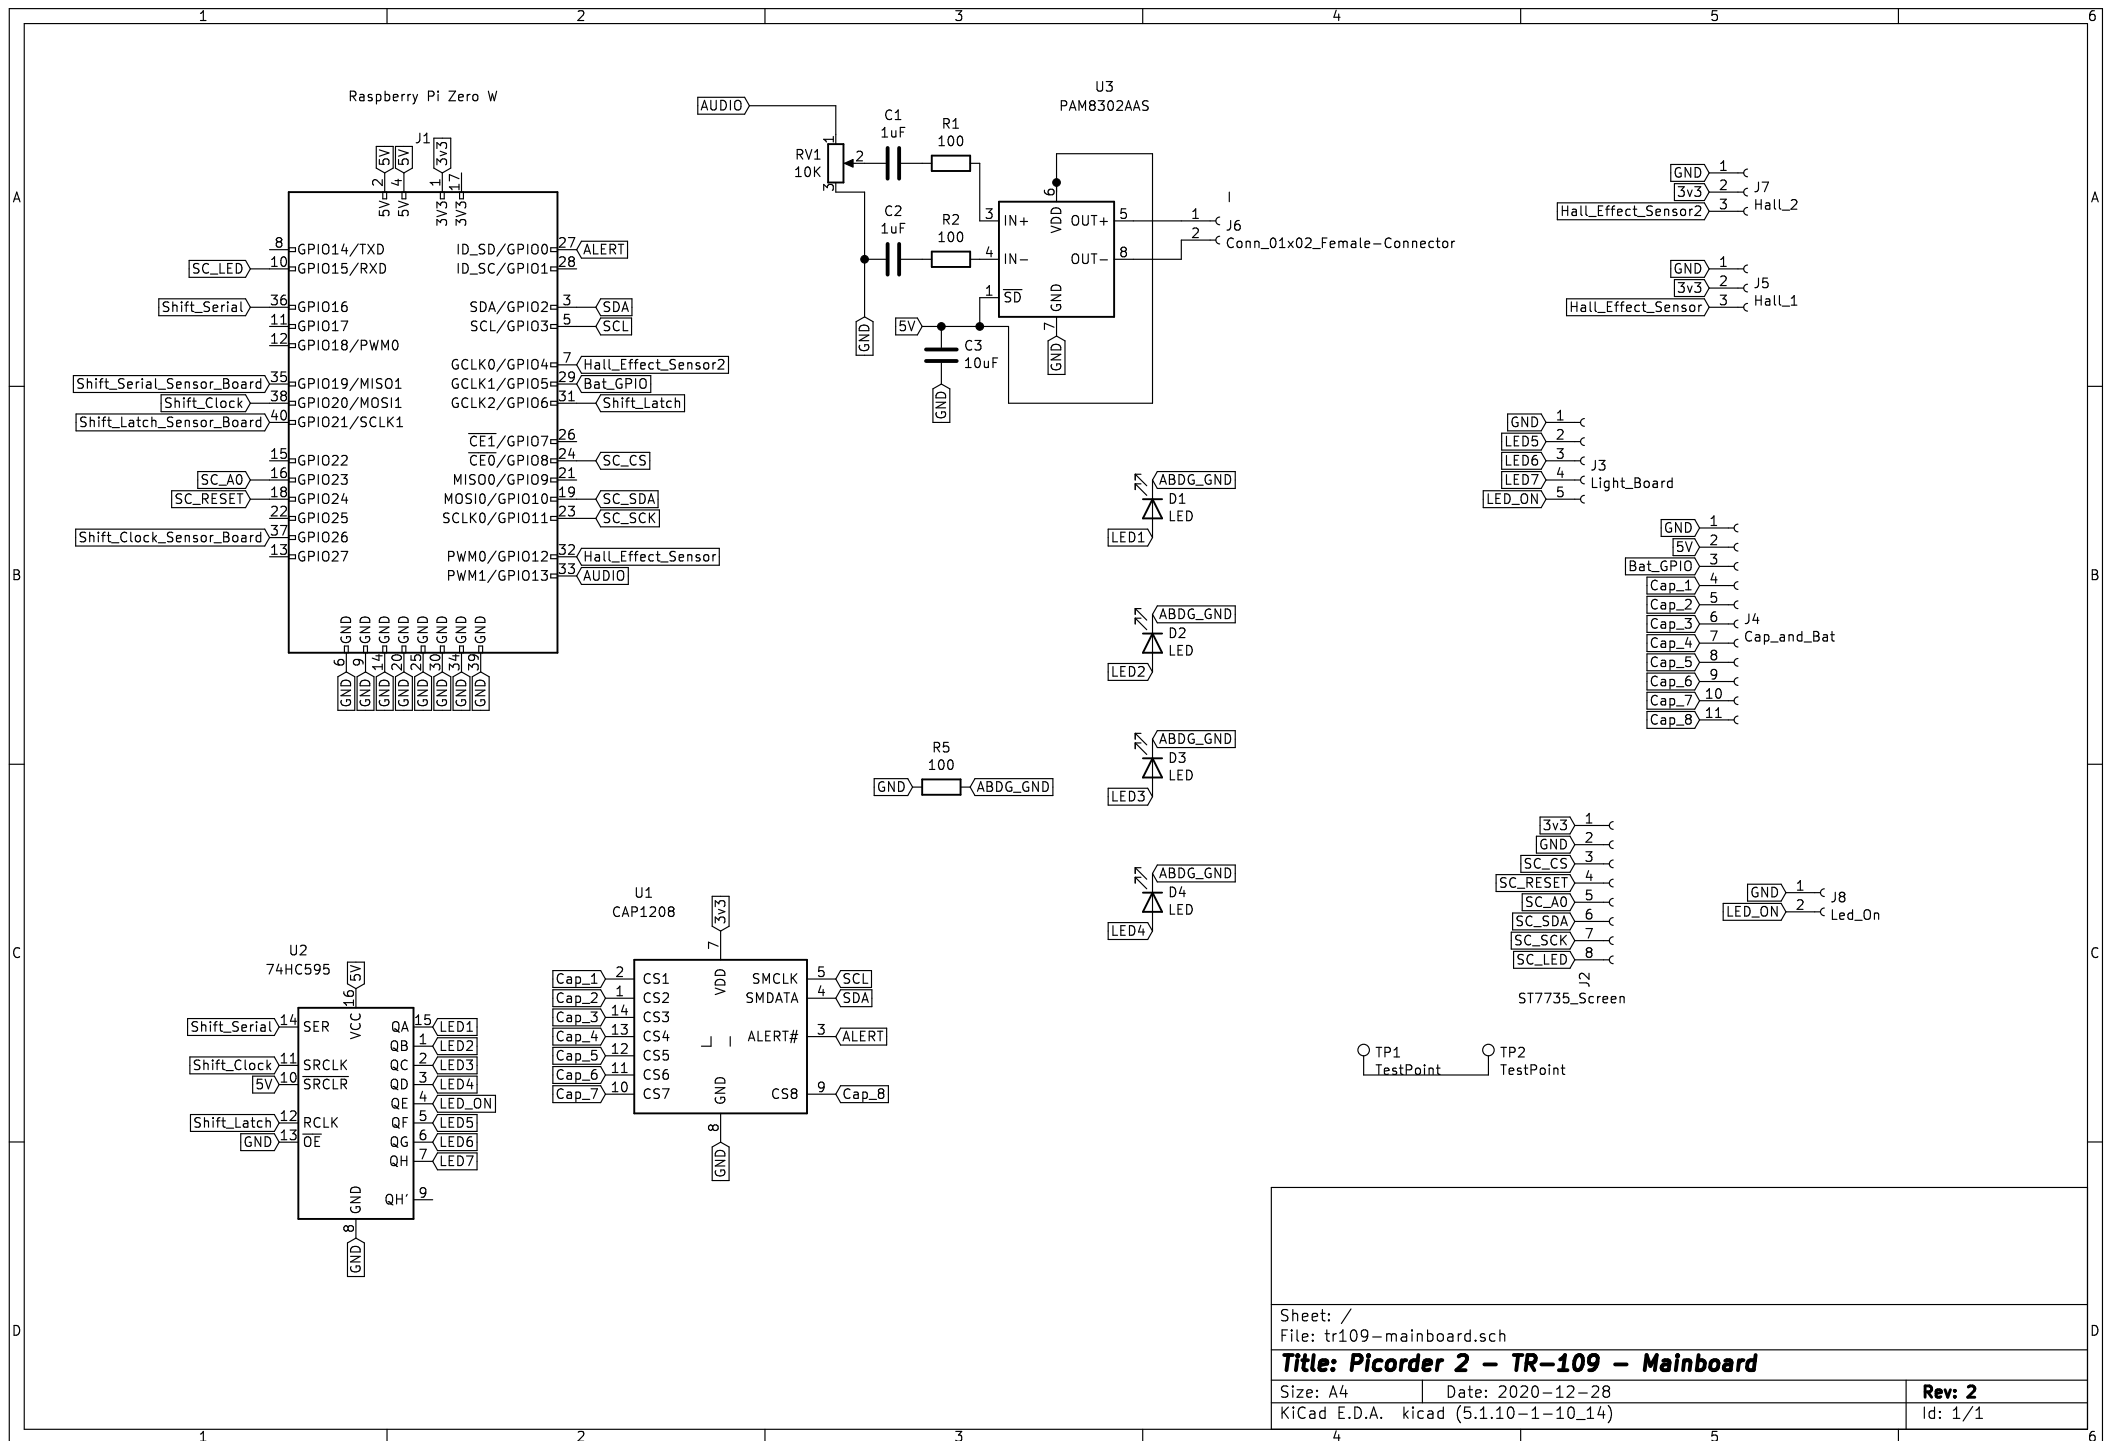 1 2 3 4 5 6
A
B
C
D
Raspberry Pi Zero W
J1
5V 5V 3v3
2 4 1 17
5V 5V 3V3 3V3
8 GPIO14/TXD
SC_LED 10 GPIO15/RXD
Shift_Serial 36 GPIO16
11 GPIO17
12 GPIO18/PWM0
Shift_Serial_Sensor_Board 35 GPIO19/MISO1
Shift_Clock 38 GPIO20/MOSI1
Shift_Latch_Sensor_Board 40 GPIO21/SCLK1
15 GPIO22
SC_A0 16 GPIO23
SC_RESET 18 GPIO24
22 GPIO25
Shift_Clock_Sensor_Board 37 GPIO26
13 GPIO27
ID_SD/GPIO0 27 ALERT
ID_SC/GPIO1 28
SDA/GPIO2 3 SDA
SCL/GPIO3 5 SCL
GCLK0/GPIO4 7 Hall_Effect_Sensor2
GCLK1/GPIO5 29 Bat_GPIO
GCLK2/GPIO6 31 Shift_Latch
CE1/GPIO7 26
CE0/GPIO8 24 SC_CS
MISO0/GPIO9 21
MOSI0/GPIO10 19 SC_SDA
SCLK0/GPIO11 23 SC_SCK
PWM0/GPIO12 32 Hall_Effect_Sensor
PWM1/GPIO13 33 AUDIO
GND GND GND GND GND GND GND GND
6 9 14 20 25 30 34 39
GND GND GND GND GND GND GND GND
AUDIO
RV1
10K
1 2 3
C1
1uF
R1
100
C2
1uF
R2
100
GND
U3
PAM8302AAS
3 IN+
4 IN-
1 SD
6 VDD
OUT+ 5
OUT- 8
GND 7
GND
5V
C3
10uF
GND
I
1 J6
2 Conn_01x02_Female-Connector
GND 1
3v3 2 J7
Hall_Effect_Sensor2 3 Hall_2
GND 1
3v3 2 J5
Hall_Effect_Sensor 3 Hall_1
GND 1
LED5 2
LED6 3 J3
LED7 4 Light_Board
LED_ON 5
GND 1
5V 2
Bat_GPIO 3
Cap_1 4
Cap_2 5
Cap_3 6 J4
Cap_4 7 Cap_and_Bat
Cap_5 8
Cap_6 9
Cap_7 10
Cap_8 11
ABDG_GND
D1
LED
LED1
ABDG_GND
D2
LED
LED2
ABDG_GND
D3
LED
LED3
ABDG_GND
D4
LED
LED4
R5
100
GND ABDG_GND
3v3 1
GND 2
SC_CS 3
SC_RESET 4
SC_A0 5
SC_SDA 6
SC_SCK 7
SC_LED 8
J2
ST7735_Screen
GND 1 J8
LED_ON 2 Led_On
TP1
TestPoint
TP2
TestPoint
U1
CAP1208
3v3
7
VDD
Cap_1 2 CS1
Cap_2 1 CS2
Cap_3 14 CS3
Cap_4 13 CS4
Cap_5 12 CS5
Cap_6 11 CS6
Cap_7 10 CS7
SMCLK 5 SCL
SMDATA 4 SDA
ALERT# 3 ALERT
CS8 9 Cap_8
GND
8
GND
U2
74HC595
5V
16
VCC
Shift_Serial 14 SER
Shift_Clock 11 SRCLK
5V 10 SRCLR
Shift_Latch 12 RCLK
GND 13 OE
QA 15 LED1
QB 1 LED2
QC 2 LED3
QD 3 LED4
QE 4 LED_ON
QF 5 LED5
QG 6 LED6
QH 7 LED7
QH' 9
GND
8
GND
Sheet: /
File: tr109-mainboard.sch
Title: Picorder 2 - TR-109 - Mainboard
Size: A4 Date: 2020-12-28 Rev: 2
KiCad E.D.A. kicad (5.1.10-1-10_14) Id: 1/1
A
B
C
D
1 2 3 4 5 6